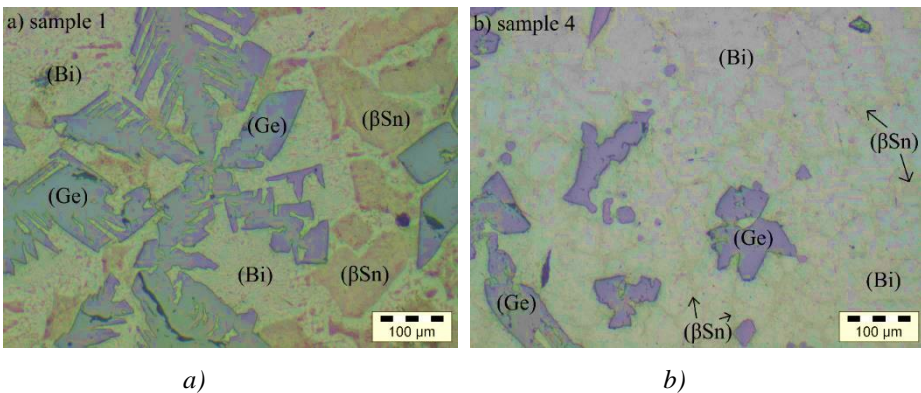 a) sample 1
(Bi)
(Ge)
(βSn)
(Ge)
(Bi)
(βSn)
100 μm
b) sample 4
(Bi)
(βSn)
(Ge)
(Bi)
(Ge)
(βSn)
100 μm
a)
b)